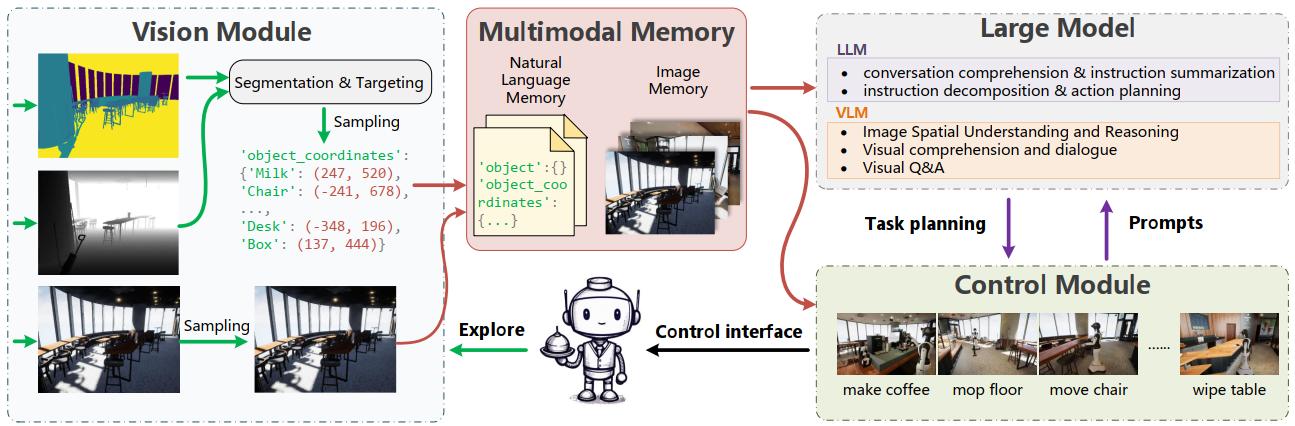 Vision Module
Segmentation & Targeting
Sampling
'object_coordinates':
{'Milk': (247, 520),
'Chair': (-241, 678),
...,
'Desk': (-348, 196),
'Box': (137, 444)}
Sampling
Multimodal Memory
Natural
Language
Memory
Image
Memory
'object':{}
'object_coo
rdinates':
{...}
Large Model
LLM
• conversation comprehension & instruction summarization
• instruction decomposition & action planning
VLM
• Image Spatial Understanding and Reasoning
• Visual comprehension and dialogue
• Visual Q&A
Task planning
Prompts
Control Module
make coffee
mop floor
move chair
......
wipe table
Control interface
Explore